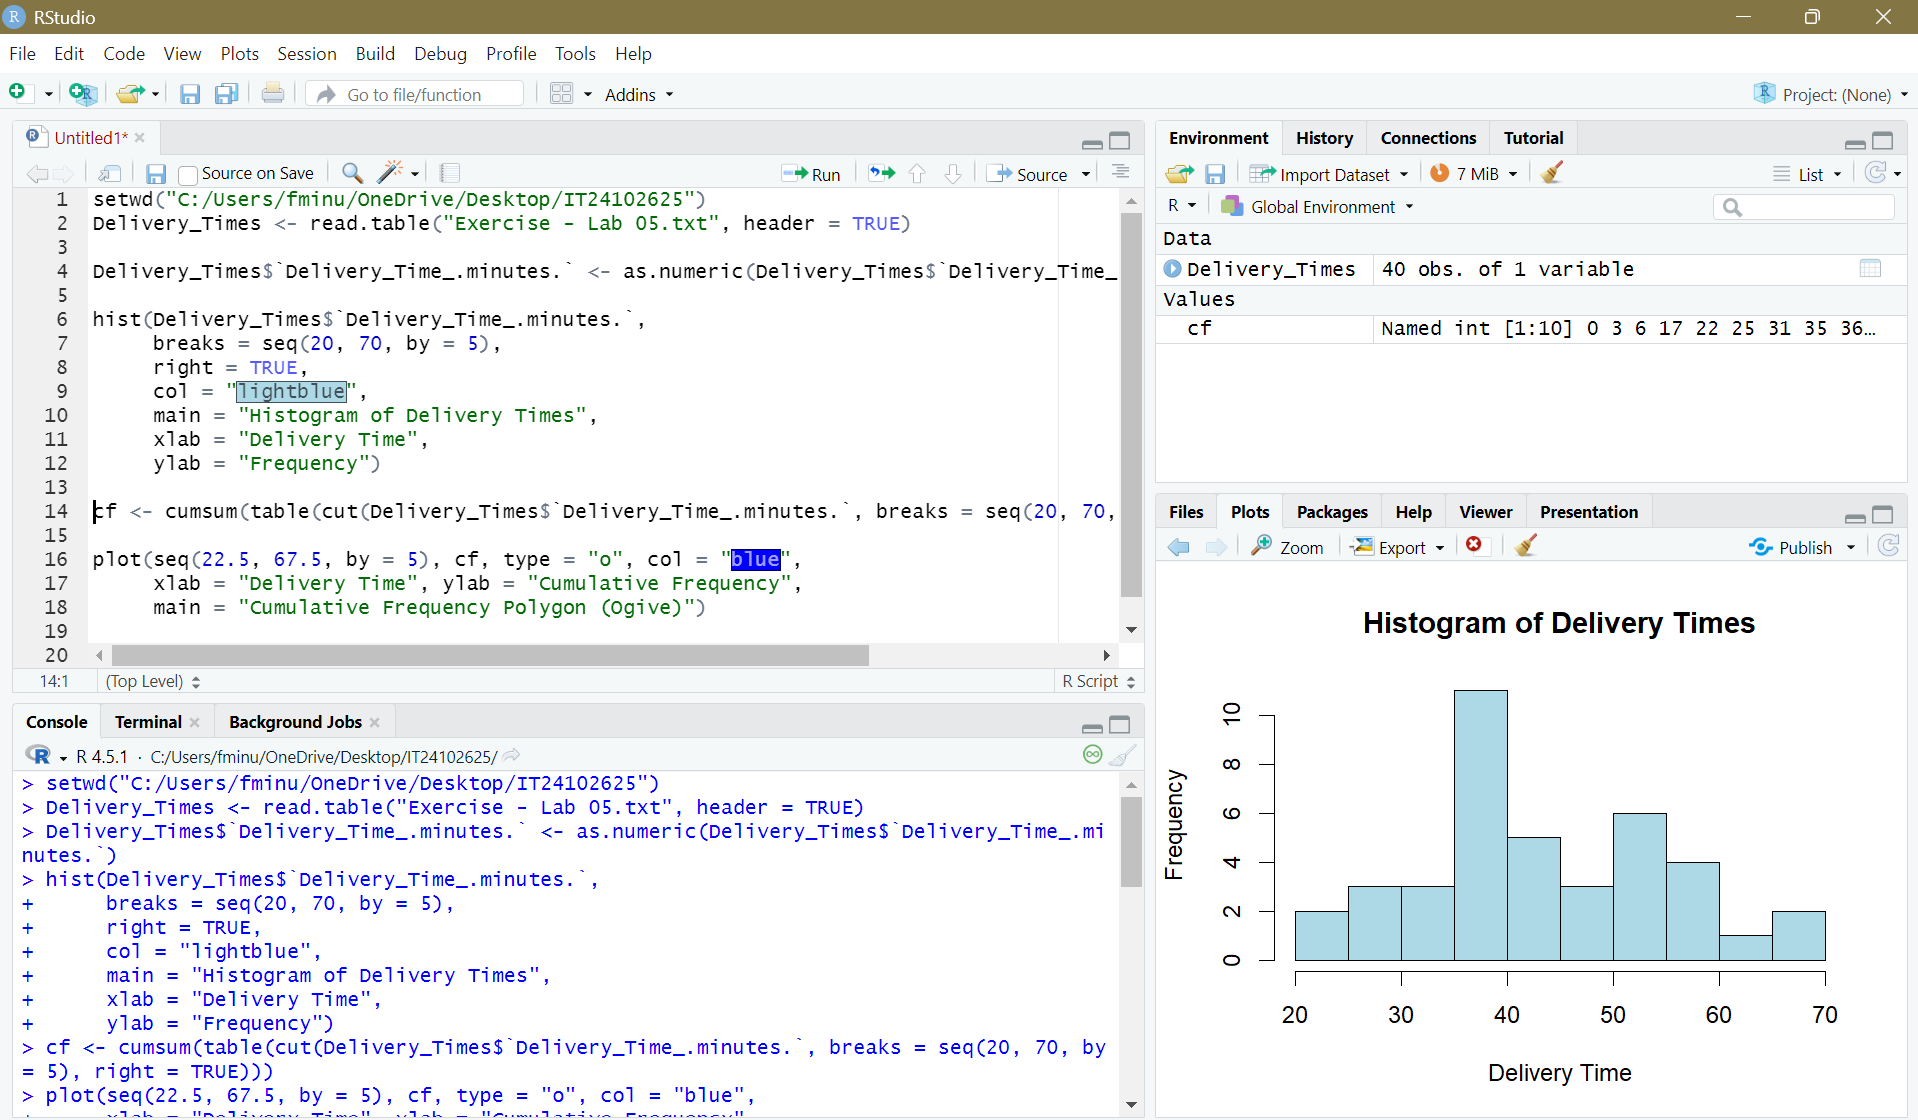 RStudio
File Edit Code View Plots Session Build Debug Profile Tools Help
Go to file/function Addins Project: (None)
Untitled1*
Source on Save Run Source
1 setwd("C:/Users/fminu/OneDrive/Desktop/IT24102625")
2 Delivery_Times <- read.table("Exercise - Lab 05.txt", header = TRUE)
3
4 Delivery_Times$`Delivery_Time_.minutes.` <- as.numeric(Delivery_Times$`Delivery_Time_
5
6 hist(Delivery_Times$`Delivery_Time_.minutes.`,
7 breaks = seq(20, 70, by = 5),
8 right = TRUE,
9 col = "lightblue",
10 main = "Histogram of Delivery Times",
11 xlab = "Delivery Time",
12 ylab = "Frequency")
13
14 cf <- cumsum(table(cut(Delivery_Times$`Delivery_Time_.minutes.`, breaks = seq(20, 70,
15
16 plot(seq(22.5, 67.5, by = 5), cf, type = "o", col = "blue",
17 xlab = "Delivery Time", ylab = "Cumulative Frequency",
18 main = "Cumulative Frequency Polygon (Ogive)")
19
20
14:1 (Top Level) R Script
Console Terminal Background Jobs
R 4.5.1 · C:/Users/fminu/OneDrive/Desktop/IT24102625/
> setwd("C:/Users/fminu/OneDrive/Desktop/IT24102625")
> Delivery_Times <- read.table("Exercise - Lab 05.txt", header = TRUE)
> Delivery_Times$`Delivery_Time_.minutes.` <- as.numeric(Delivery_Times$`Delivery_Time_.mi
nutes.`)
> hist(Delivery_Times$`Delivery_Time_.minutes.`,
+ breaks = seq(20, 70, by = 5),
+ right = TRUE,
+ col = "lightblue",
+ main = "Histogram of Delivery Times",
+ xlab = "Delivery Time",
+ ylab = "Frequency")
> cf <- cumsum(table(cut(Delivery_Times$`Delivery_Time_.minutes.`, breaks = seq(20, 70, by
= 5), right = TRUE)))
> plot(seq(22.5, 67.5, by = 5), cf, type = "o", col = "blue",
+ xlab = "Delivery Time", ylab = "Cumulative Frequency",
Environment History Connections Tutorial
Import Dataset 7 MiB List
R Global Environment
Data
Delivery_Times 40 obs. of 1 variable
Values
cf Named int [1:10] 0 3 6 17 22 25 31 35 36…
Files Plots Packages Help Viewer Presentation
Zoom Export Publish
Histogram of Delivery Times
Frequency
10
8
6
4
2
0
20 30 40 50 60 70
Delivery Time